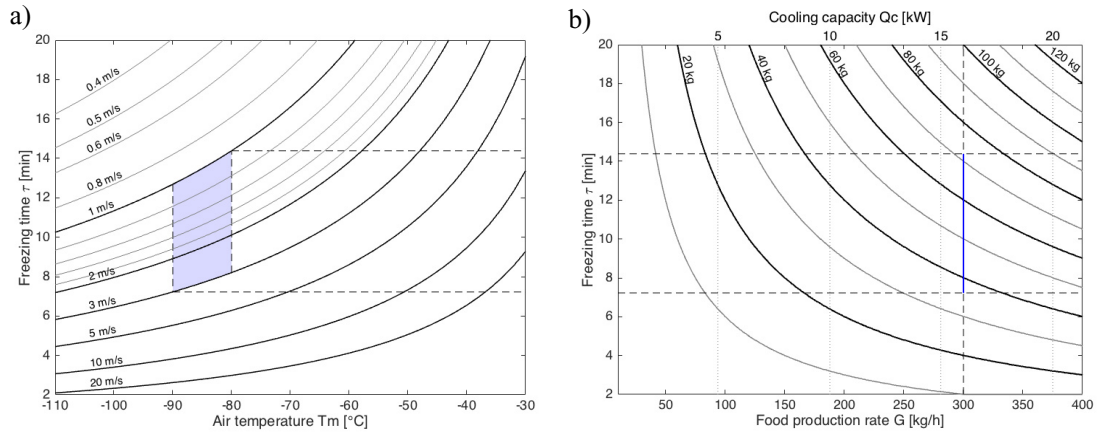 a)
20
18
16
14
12
10
8
6
4
2
Freezing time τ [min]
0.4 m/s
0.5 m/s
0.6 m/s
0.8 m/s
1 m/s
2 m/s
3 m/s
5 m/s
10 m/s
20 m/s
-110 -100 -90 -80 -70 -60 -50 -40 -30
Air temperature Tm [°C]
b)
Cooling capacity Qc [kW]
5 10 15 20
20
18
16
14
12
10
8
6
4
2
Freezing time τ [min]
20 kg
40 kg
60 kg
80 kg
100 kg
120 kg
50 100 150 200 250 300 350 400
Food production rate G [kg/h]